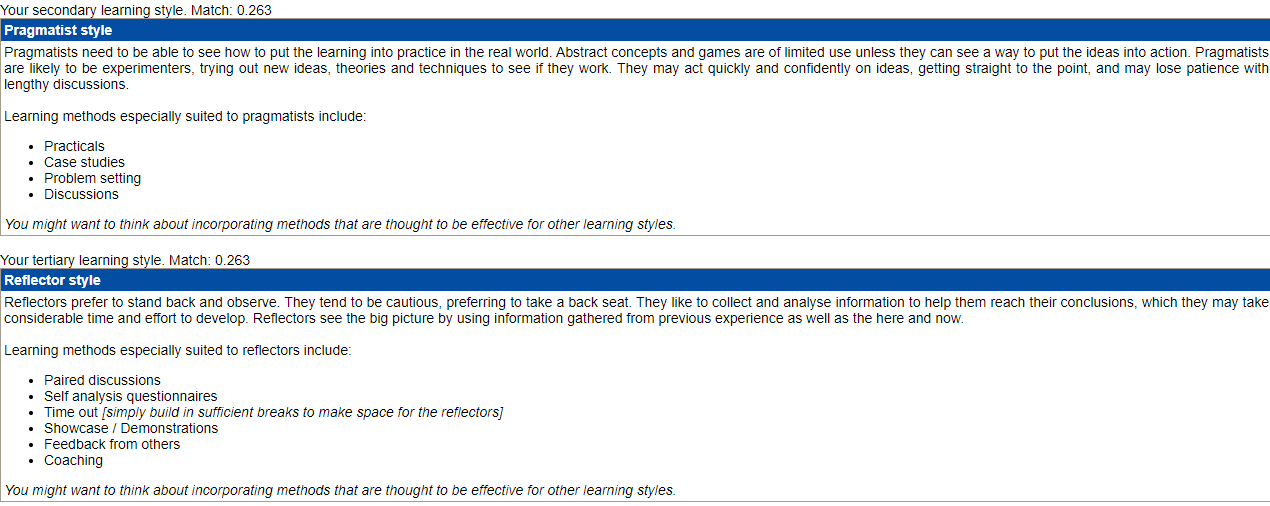 Your secondary learning style. Match: 0.263
Pragmatist style
Pragmatists need to be able to see how to put the learning into practice in the real world. Abstract concepts and games are of limited use unless they can see a way to put the ideas into action. Pragmatists
are likely to be experimenters, trying out new ideas, theories and techniques to see if they work. They may act quickly and confidently on ideas, getting straight to the point, and may lose patience with
lengthy discussions.
Learning methods especially suited to pragmatists include:
• Practicals
• Case studies
• Problem setting
• Discussions
You might want to think about incorporating methods that are thought to be effective for other learning styles.
Your tertiary learning style. Match: 0.263
Reflector style
Reflectors prefer to stand back and observe. They tend to be cautious, preferring to take a back seat. They like to collect and analyse information to help them reach their conclusions, which they may take
considerable time and effort to develop. Reflectors see the big picture by using information gathered from previous experience as well as the here and now.
Learning methods especially suited to reflectors include:
• Paired discussions
• Self analysis questionnaires
• Time out [simply build in sufficient breaks to make space for the reflectors]
• Showcase / Demonstrations
• Feedback from others
• Coaching
You might want to think about incorporating methods that are thought to be effective for other learning styles.